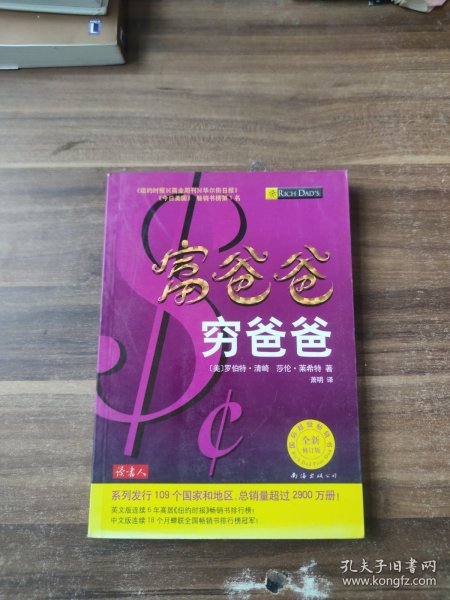 《纽约时报》《商业周刊》《华尔街日报》
《今日美国》 畅销书榜第1名
RICH DAD'S
富爸爸
穷爸爸
〔美〕罗伯特·清崎 莎伦·莱希特 著
萧明 译
$
¢
全新
修订版
读书人
南海出版公司
系列发行109个国家和地区,总销量超过2900万册!
英文版连续6年高居《纽约时报》畅销书排行榜!
中文版连续18个月蝉联全国畅销书排行榜冠军!
孔夫子旧书网
www.kongfz.com